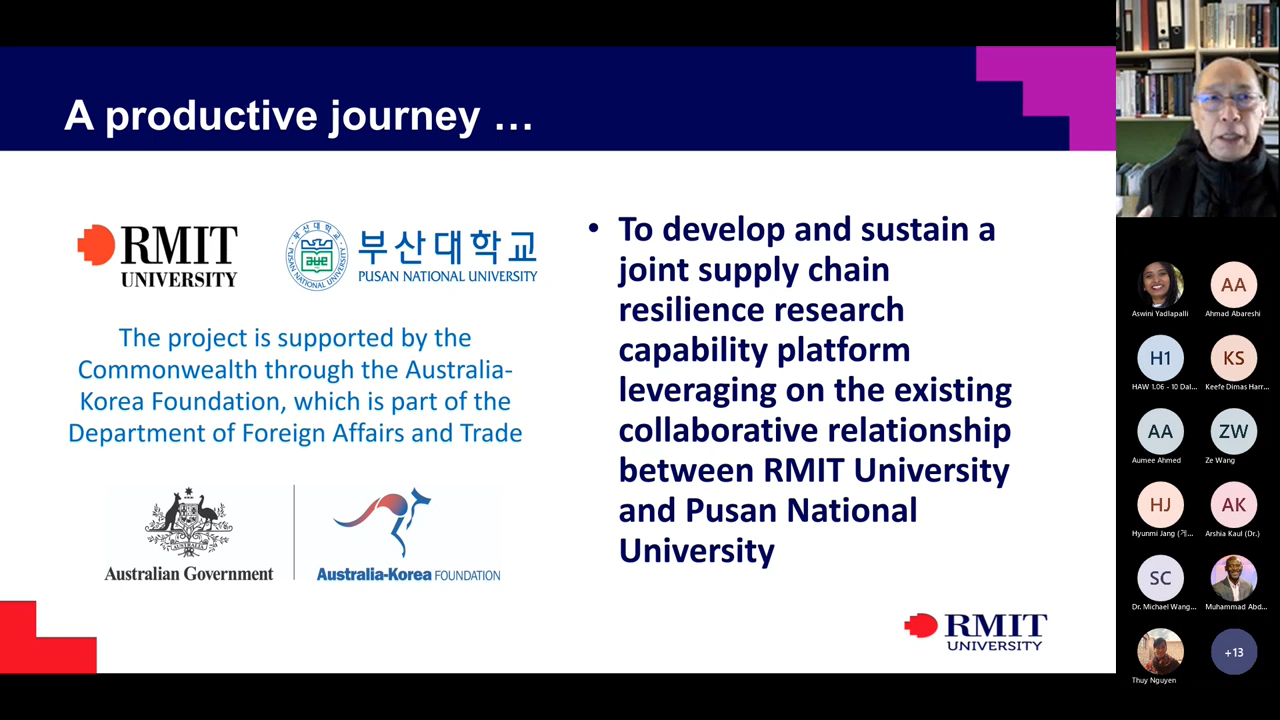 A productive journey ...
RMIT
UNIVERSITY
부산대학교
PUSAN NATIONAL UNIVERSITY
The project is supported by the
Commonwealth through the Australia-
Korea Foundation, which is part of the
Department of Foreign Affairs and Trade
Australian Government
Australia-Korea FOUNDATION
• To develop and sustain a
joint supply chain
resilience research
capability platform
leveraging on the existing
collaborative relationship
between RMIT University
and Pusan National
University
RMIT
UNIVERSITY
Aswini Yadlapalli
AA
Ahmad Abareshi
H1
HAW 1.06 - 10 Dal...
KS
Keefe Dimas Harr...
AA
Aumee Ahmed
ZW
Ze Wang
HJ
Hyunmi Jang
AK
Arshia Kaul (Dr.)
SC
Dr. Michael Wang...
Muhammad Abd...
Thuy Nguyen
+13